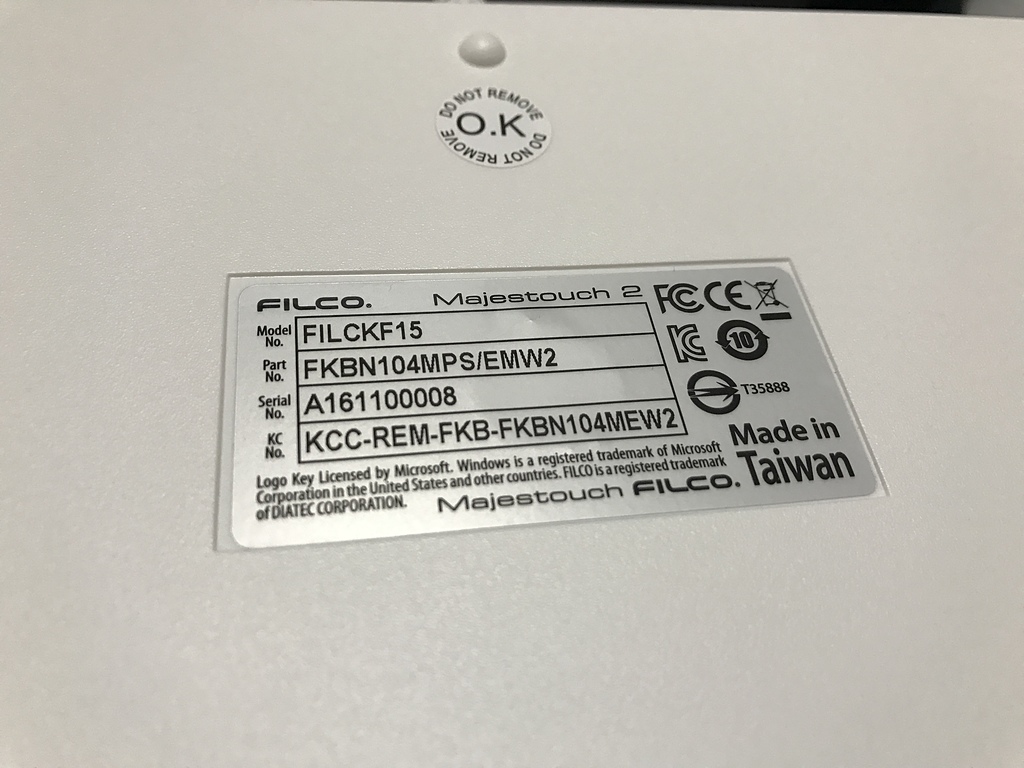 DO NOT REMOVE
O.K
DO NOT REMOVE
FILCO. Majestouch 2
FCC CE
Model No. FILCKF15
Part No. FKBN104MPS/EMW2
10
Serial No. A161100008
T35888
KC No. KCC-REM-FKB-FKBN104MEW2
Logo Key Licensed by Microsoft. Windows is a registered trademark of Microsoft
Corporation in the United States and other countries. FILCO is a registered trademark
of DIATEC CORPORATION.
Majestouch FILCO.
Made in
Taiwan